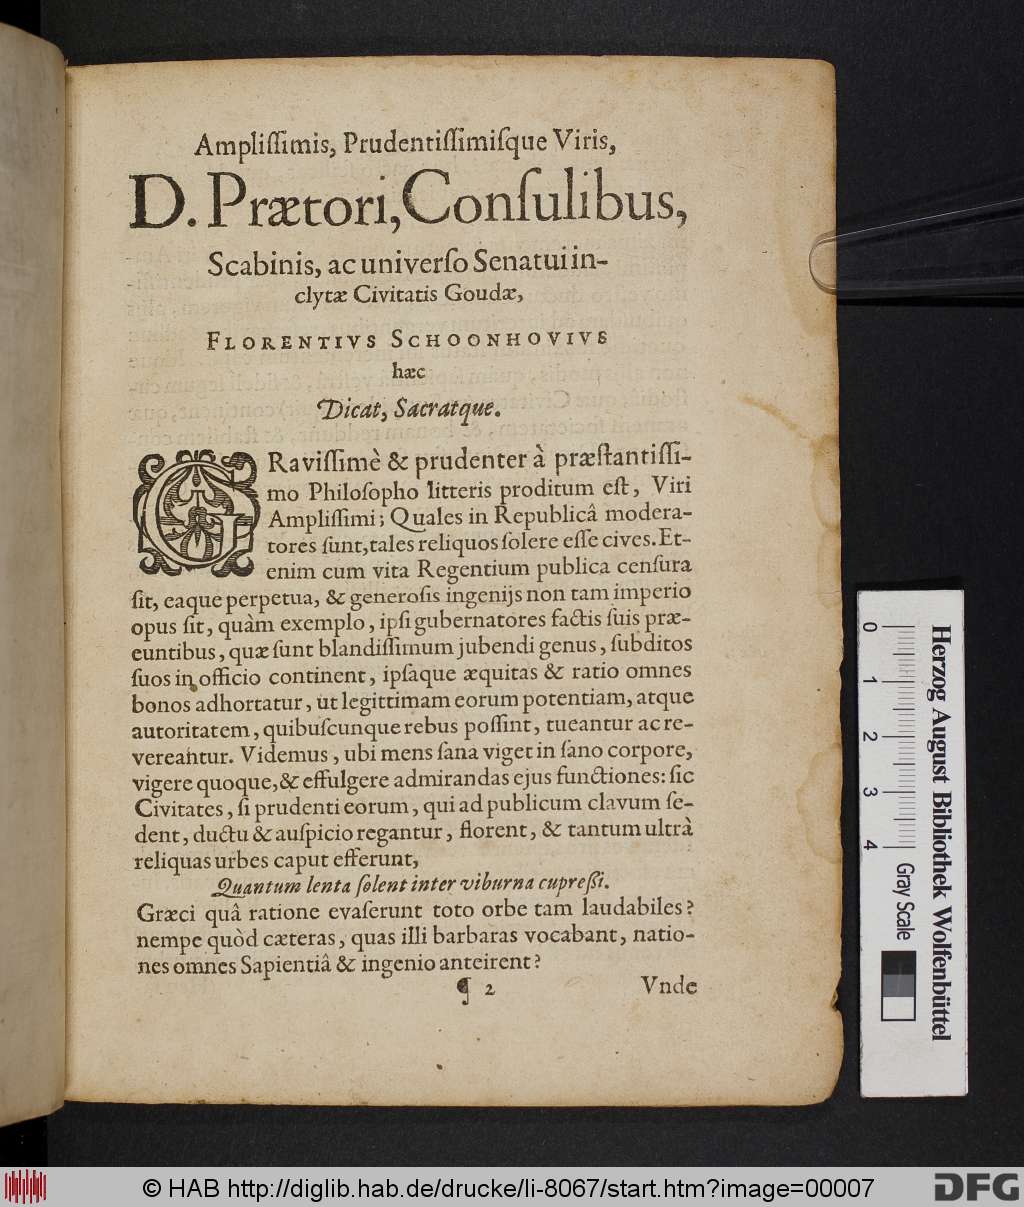 Ampliſſimis, Prudentiſſimiſque Viris,
D. Prætori, Conſulibus,
Scabinis, ac univerſo Senatui in-
clytæ Civitatis Goudæ,
FLORENTIVS SCHOONHOVIVS
hæc
Dicat, Sacratque.
GRaviſſimè & prudenter à præſtantiſſi-
mo Philoſopho litteris proditum eſt, Viri
Ampliſſimi; Quales in Republicâ modera-
tores ſunt, tales reliquos ſolere eſſe cives. Et-
enim cum vita Regentium publica cenſura
ſit, eaque perpetua, & generoſis ingenijs non tam imperio
opus ſit, quàm exemplo, ipſi gubernatores factis ſuis præ-
euntibus, quæ ſunt blandiſſimum jubendi genus, ſubditos
ſuos in officio continent, ipſaque æquitas & ratio omnes
bonos adhortatur, ut legittimam eorum potentiam, atque
autoritatem, quibuſcunque rebus poſſint, tueantur ac re-
vereantur. Videmus, ubi mens ſana viget in ſano corpore,
vigere quoque, & effulgere admirandas ejus functiones: ſic
Civitates, ſi prudenti eorum, qui ad publicum clavum ſe-
dent, ductu & auſpicio regantur, florent, & tantum ultrà
reliquas urbes caput efferunt,
Quantum lenta ſolent inter viburna cupreßi.
Græci quâ ratione evaſerunt toto orbe tam laudabiles?
nempe quòd cæteras, quas illi barbaras vocabant, natio-
nes omnes Sapientiâ & ingenio anteirent?
¶ 2 Vnde
0 1 2 3 4
Gray Scale
Herzog August Bibliothek Wolfenbüttel
© HAB http://diglib.hab.de/drucke/li-8067/start.htm?image=00007
DFG